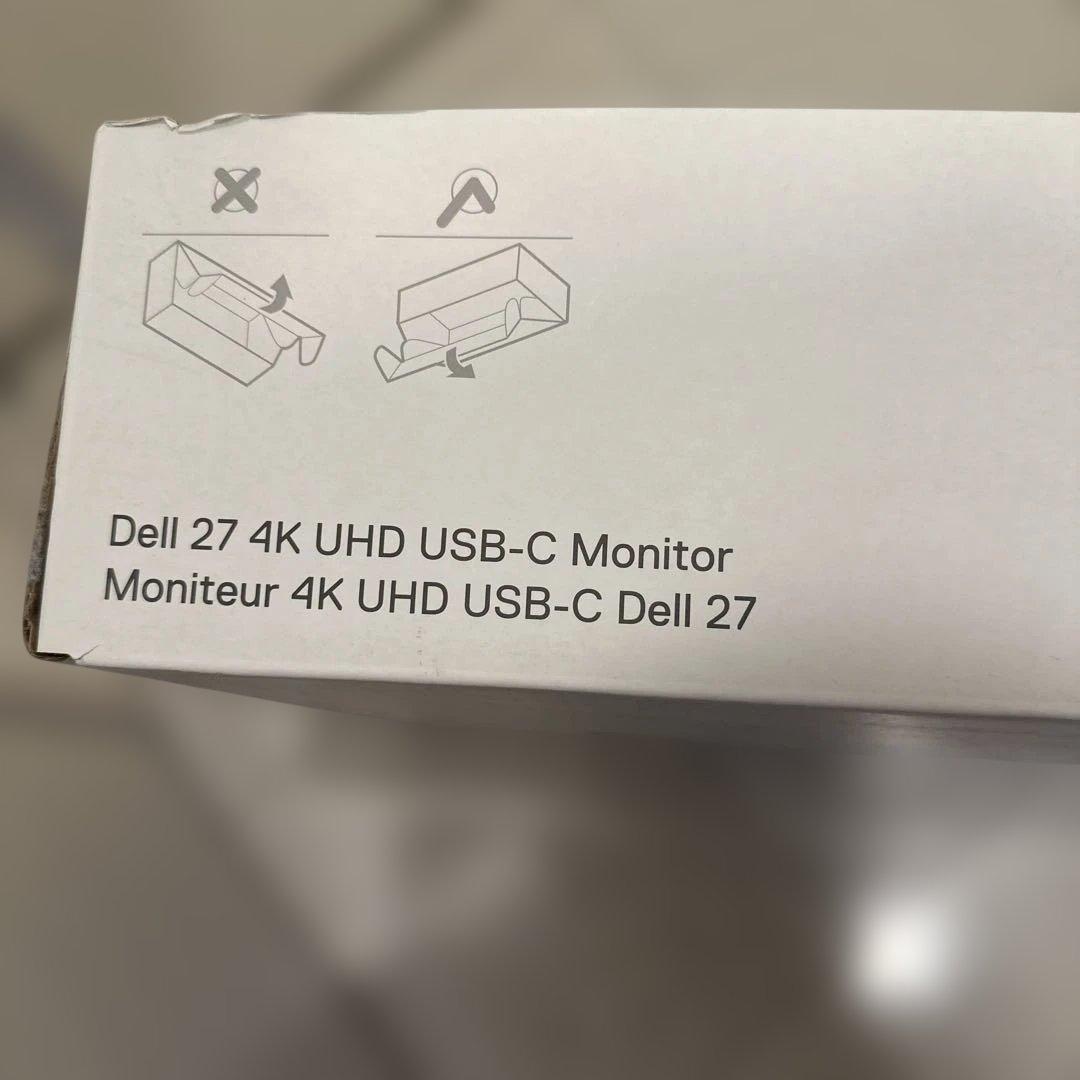 Dell 27 4K UHD USB-C Monitor
Moniteur 4K UHD USB-C Dell 27